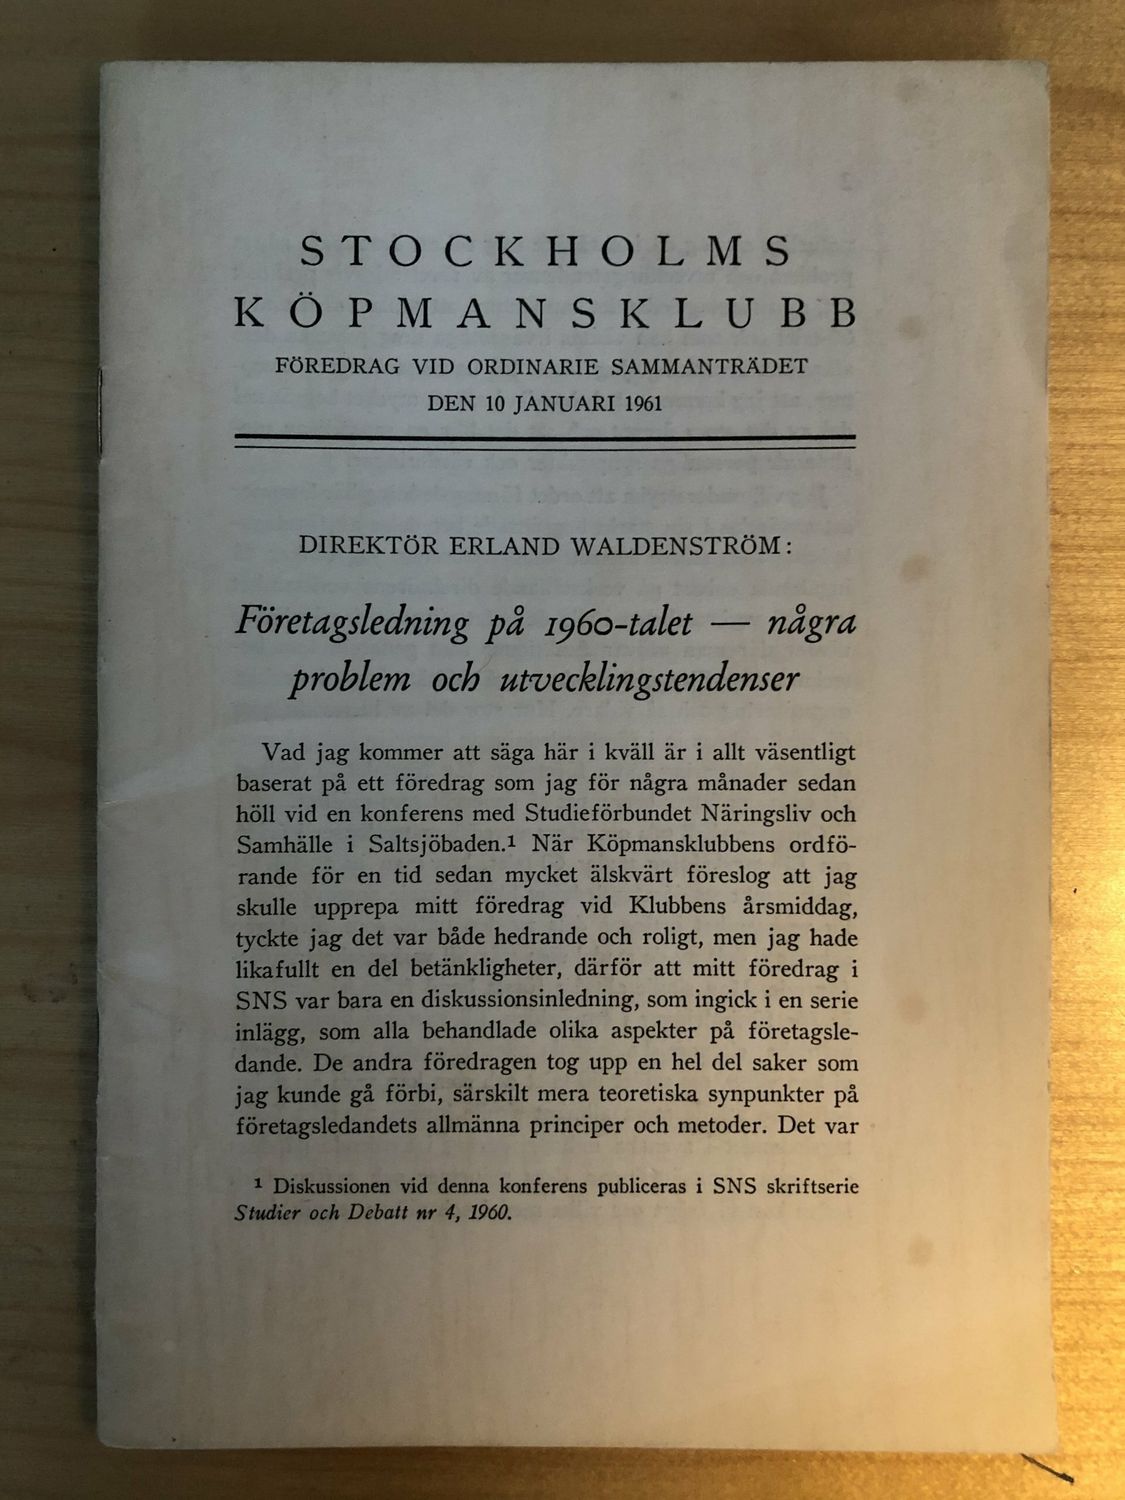 STOCKHOLMS
KÖPMANSKLUBB
FÖREDRAG VID ORDINARIE SAMMANTRÄDET
DEN 10 JANUARI 1961
DIREKTÖR ERLAND WALDENSTRÖM:
Företagsledning på 1960-talet — några
problem och utvecklingstendenser
Vad jag kommer att säga här i kväll är i allt väsentligt
baserat på ett föredrag som jag för några månader sedan
höll vid en konferens med Studieförbundet Näringsliv och
Samhälle i Saltsjöbaden.¹ När Köpmansklubbens ordfö-
rande för en tid sedan mycket älskvärt föreslog att jag
skulle upprepa mitt föredrag vid Klubbens årsmiddag,
tyckte jag det var både hedrande och roligt, men jag hade
likafullt en del betänkligheter, därför att mitt föredrag i
SNS var bara en diskussionsinledning, som ingick i en serie
inlägg, som alla behandlade olika aspekter på företagsle-
dande. De andra föredragen tog upp en hel del saker som
jag kunde gå förbi, särskilt mera teoretiska synpunkter på
företagsledandets allmänna principer och metoder. Det var
¹ Diskussionen vid denna konferens publiceras i SNS skriftserie
Studier och Debatt nr 4, 1960.